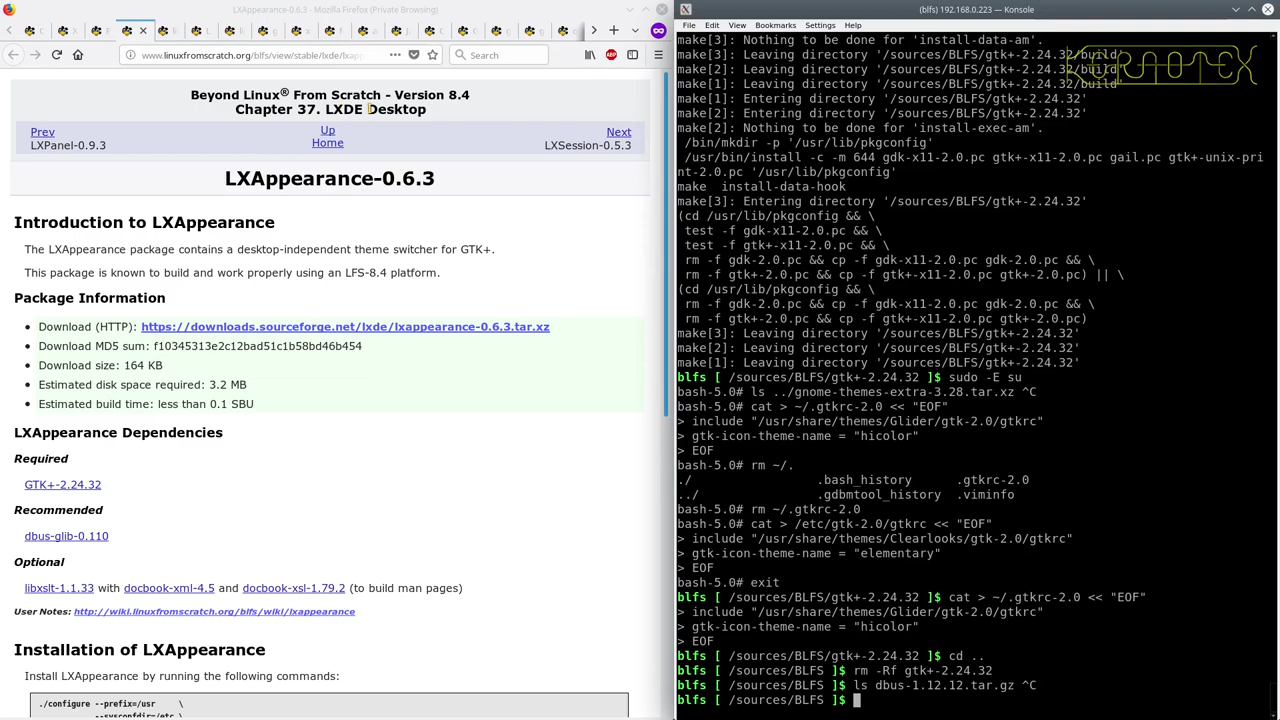 LXAppearance-0.6.3 - Mozilla Firefox (Private Browsing)
www.linuxfromscratch.org/blfs/view/stable/lxde/lxap
Search
Beyond Linux® From Scratch - Version 8.4
Chapter 37. LXDE Desktop
Prev
Up
Next
LXPanel-0.9.3
Home
LXSession-0.5.3
LXAppearance-0.6.3
Introduction to LXAppearance
The LXAppearance package contains a desktop-independent theme switcher for GTK+.
This package is known to build and work properly using an LFS-8.4 platform.
Package Information
Download (HTTP): https://downloads.sourceforge.net/lxde/lxappearance-0.6.3.tar.xz
Download MD5 sum: f10345313e2c12bad51c1b58bd46b454
Download size: 164 KB
Estimated disk space required: 3.2 MB
Estimated build time: less than 0.1 SBU
LXAppearance Dependencies
Required
GTK+-2.24.32
Recommended
dbus-glib-0.110
Optional
libxslt-1.1.33 with docbook-xml-4.5 and docbook-xsl-1.79.2 (to build man pages)
User Notes: http://wiki.linuxfromscratch.org/blfs/wiki/lxappearance
Installation of LXAppearance
Install LXAppearance by running the following commands:
./configure --prefix=/usr     \
--sysconfdir=/etc \
(blfs) 192.168.0.223 — Konsole
File Edit View Bookmarks Settings Help
make[3]: Nothing to be done for 'install-data-am'.
make[3]: Leaving directory '/sources/BLFS/gtk+-2.24.32/build'
make[2]: Leaving directory '/sources/BLFS/gtk+-2.24.32/build'
make[1]: Leaving directory '/sources/BLFS/gtk+-2.24.32/build'
make[1]: Entering directory '/sources/BLFS/gtk+-2.24.32'
make[2]: Entering directory '/sources/BLFS/gtk+-2.24.32'
make[2]: Nothing to be done for 'install-exec-am'.
/bin/mkdir -p '/usr/lib/pkgconfig'
/usr/bin/install -c -m 644 gdk-x11-2.0.pc gtk+-x11-2.0.pc gail.pc gtk+-unix-pri
nt-2.0.pc '/usr/lib/pkgconfig'
make  install-data-hook
make[3]: Entering directory '/sources/BLFS/gtk+-2.24.32'
(cd /usr/lib/pkgconfig && \
test -f gdk-x11-2.0.pc && \
test -f gtk+-x11-2.0.pc && \
rm -f gdk-2.0.pc && cp -f gdk-x11-2.0.pc gdk-2.0.pc && \
rm -f gtk+-2.0.pc && cp -f gtk+-x11-2.0.pc gtk+-2.0.pc) || \
(cd /usr/lib/pkgconfig && \
rm -f gdk-2.0.pc && cp -f gdk-x11-2.0.pc gdk-2.0.pc && \
rm -f gtk+-2.0.pc && cp -f gtk+-x11-2.0.pc gtk+-2.0.pc)
make[3]: Leaving directory '/sources/BLFS/gtk+-2.24.32'
make[2]: Leaving directory '/sources/BLFS/gtk+-2.24.32'
make[1]: Leaving directory '/sources/BLFS/gtk+-2.24.32'
blfs [ /sources/BLFS/gtk+-2.24.32 ]$ sudo -E su
bash-5.0# ls ../gnome-themes-extra-3.28.tar.xz ^C
bash-5.0# cat > ~/.gtkrc-2.0 << "EOF"
> include "/usr/share/themes/Glider/gtk-2.0/gtkrc"
> gtk-icon-theme-name = "hicolor"
> EOF
bash-5.0# rm ~/.
./ .bash_history .gtkrc-2.0
../ .gdbmtool_history .viminfo
bash-5.0# rm ~/.gtkrc-2.0
bash-5.0# cat > /etc/gtk-2.0/gtkrc << "EOF"
> include "/usr/share/themes/Clearlooks/gtk-2.0/gtkrc"
> gtk-icon-theme-name = "elementary"
> EOF
bash-5.0# exit
blfs [ /sources/BLFS/gtk+-2.24.32 ]$ cat > ~/.gtkrc-2.0 << "EOF"
> include "/usr/share/themes/Glider/gtk-2.0/gtkrc"
> gtk-icon-theme-name = "hicolor"
> EOF
blfs [ /sources/BLFS/gtk+-2.24.32 ]$ cd ..
blfs [ /sources/BLFS ]$ rm -Rf gtk+-2.24.32
blfs [ /sources/BLFS ]$ ls dbus-1.12.12.tar.gz ^C
blfs [ /sources/BLFS ]$